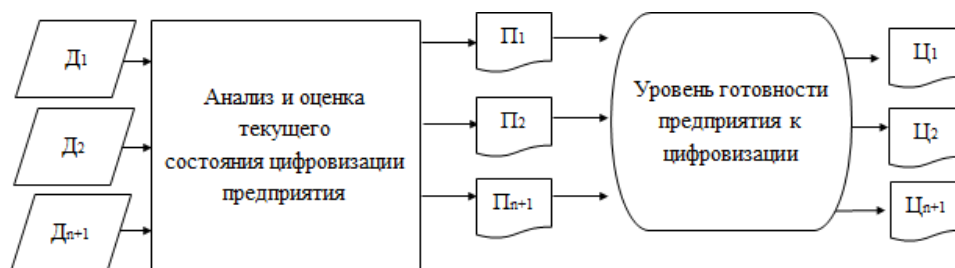 Д1
Д2
Дn+1
Анализ и оценка
текущего
состояния цифровизации
предприятия
П1
П2
Пn+1
Уровень готовности
предприятия к
цифровизации
Ц1
Ц2
Цn+1